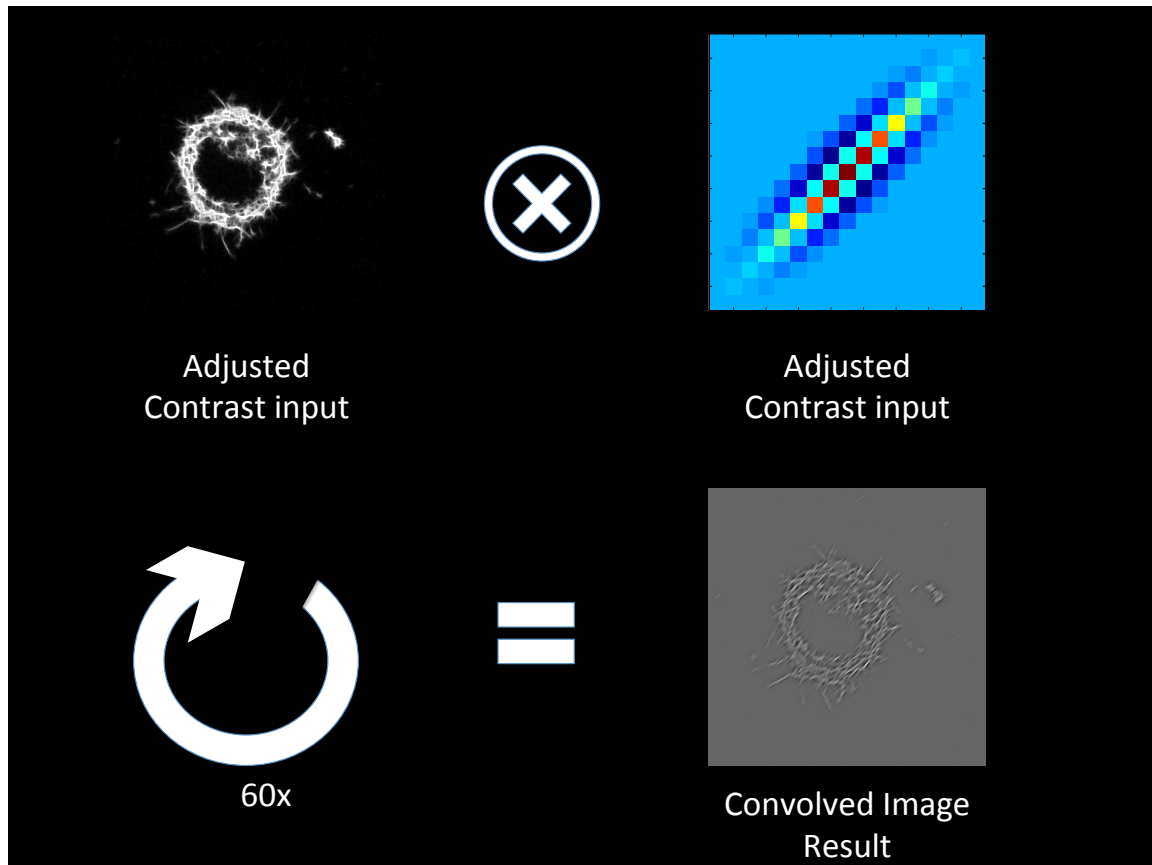 Adjusted
Contrast input
Adjusted
Contrast input
60x
Convolved Image
Result